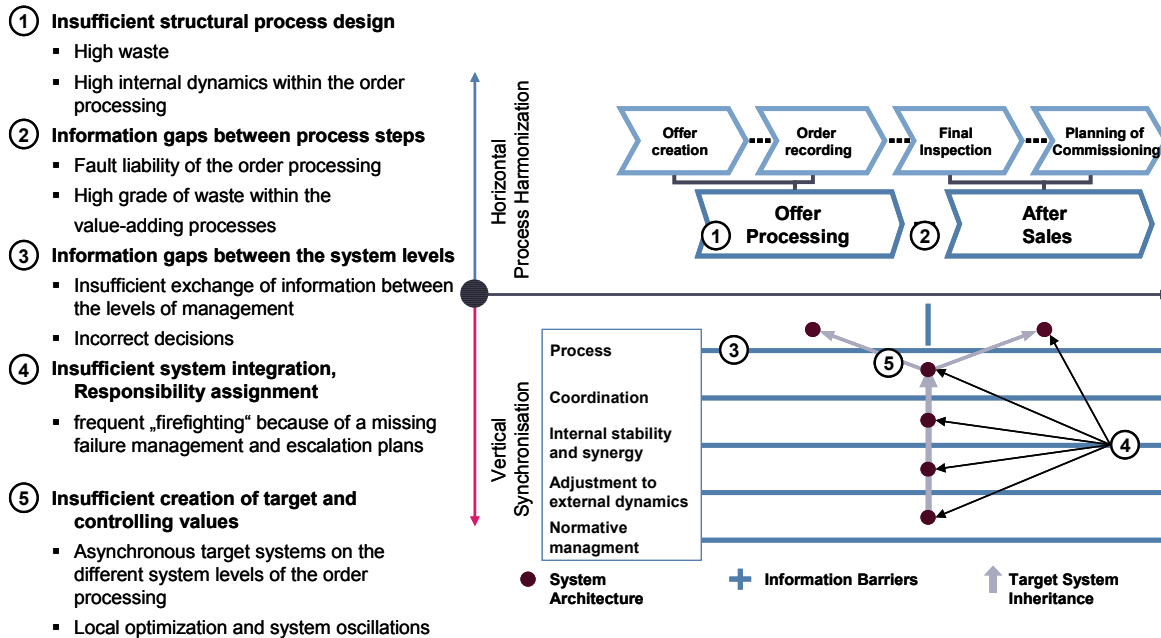 1 Insufficient structural process design
▪ High waste
▪ High internal dynamics within the order
processing
2 Information gaps between process steps
▪ Fault liability of the order processing
▪ High grade of waste within the
value-adding processes
3 Information gaps between the system levels
▪ Insufficient exchange of information between
the levels of management
▪ Incorrect decisions
4 Insufficient system integration,
Responsibility assignment
▪ frequent „firefighting“ because of a missing
failure management and escalation plans
5 Insufficient creation of target and
controlling values
▪ Asynchronous target systems on the
different system levels of the order
processing
▪ Local optimization and system oscillations
Horizontal
Process Harmonization
Vertical
Synchronisation
Offer
creation
Order
recording
Final
Inspection
Planning of
Commissioning
1
Offer
Processing
2
After
Sales
Process
3
5
Coordination
Internal stability
and synergy
4
Adjustment to
external dynamics
Normative
managment
System
Architecture
Information Barriers
Target System
Inheritance